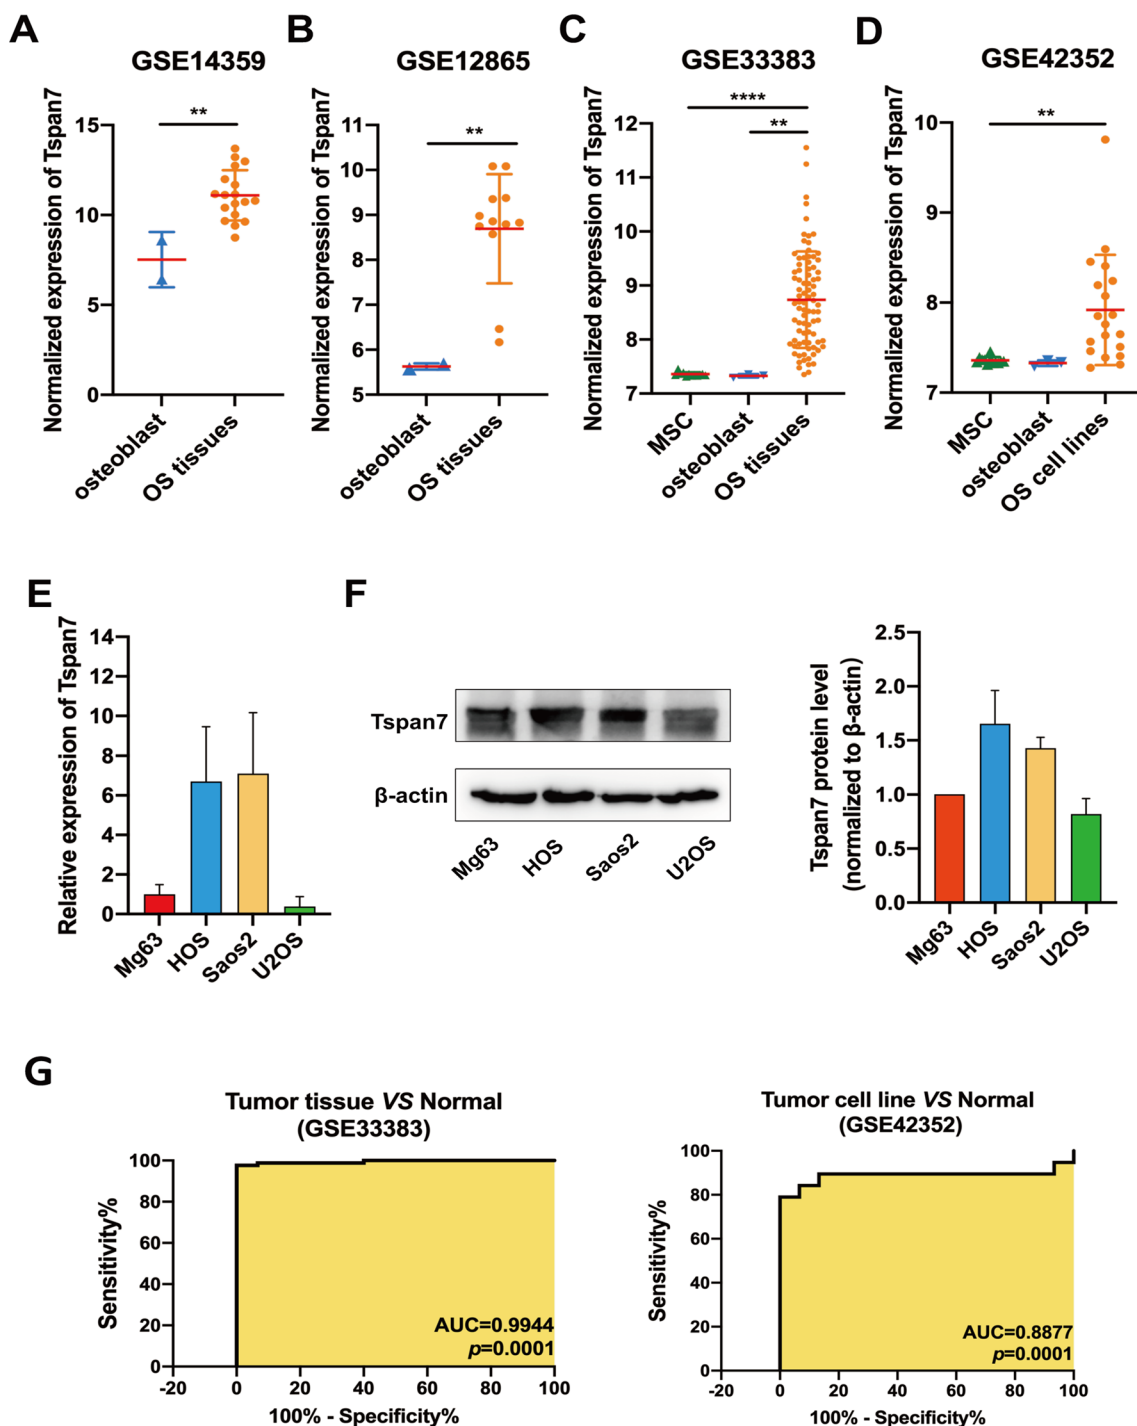 A
GSE14359
Normalized expression of Tspan7
**
15
10
5
0
osteoblast
OS tissues
B
GSE12865
Normalized expression of Tspan7
**
11
10
9
8
7
6
5
osteoblast
OS tissues
C
GSE33383
Normalized expression of Tspan7
****
**
12
11
10
9
8
7
MSC
osteoblast
OS tissues
D
GSE42352
Normalized expression of Tspan7
**
10
9
8
7
MSC
osteoblast
OS cell lines
E
Relative expression of Tspan7
14
12
10
8
6
4
2
0
Mg63
HOS
Saos2
U2OS
F
Tspan7
β-actin
Mg63
HOS
Saos2
U2OS
Tspan7 protein level
(normalized to β-actin)
2.5
2.0
1.5
1.0
0.5
0.0
Mg63
HOS
Saos2
U2OS
G
Tumor tissue VS Normal
(GSE33383)
Sensitivity%
100
80
60
40
20
0
AUC=0.9944
p=0.0001
-20 0 20 40 60 80 100
100% - Specificity%
Tumor cell line VS Normal
(GSE42352)
Sensitivity%
100
80
60
40
20
0
AUC=0.8877
p=0.0001
-20 0 20 40 60 80 100
100% - Specificity%